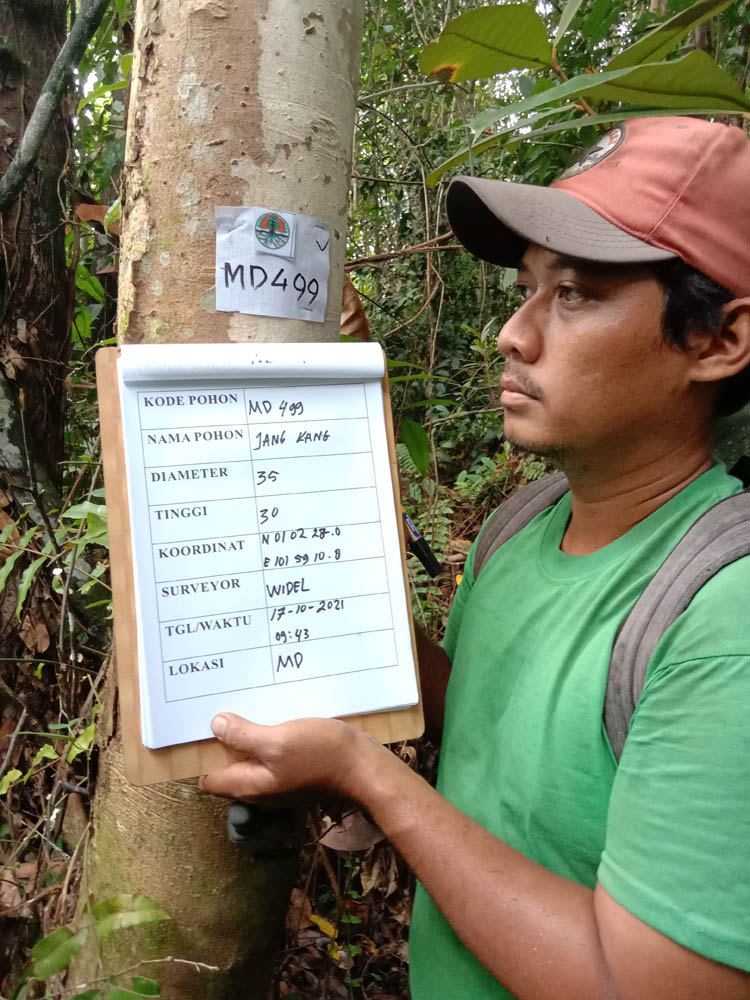 MD499
KODE POHON MD 499
NAMA POHON JANG KANG
DIAMETER 35
TINGGI 30
KOORDINAT N 01 02 28.0
E 101 59 10.8
SURVEYOR WIDEL
TGL/WAKTU 17-10-2021
09:43
LOKASI MD